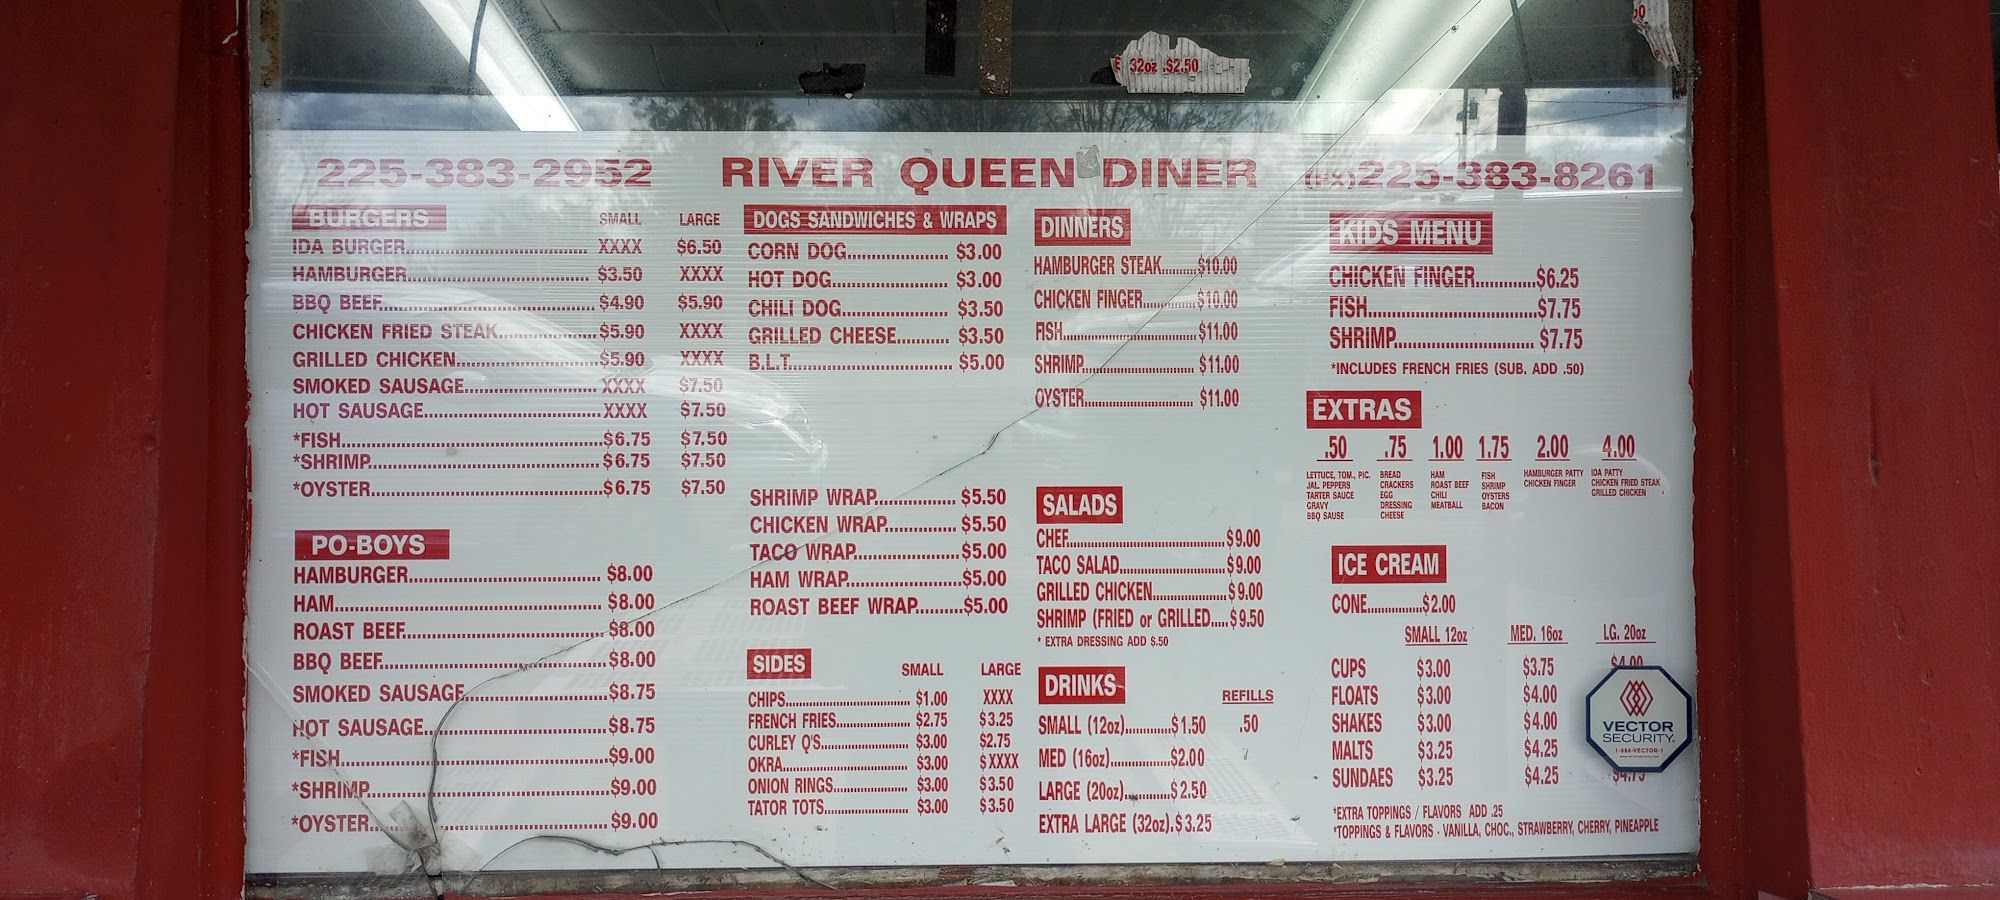 32oz .$2.50
225-383-2952 RIVER QUEEN DINER 225-383-8261
BURGERS SMALL LARGE
IDA BURGER XXXX $6.50
HAMBURGER $3.50 XXXX
BBQ BEEF $4.90 $5.90
CHICKEN FRIED STEAK $5.90 XXXX
GRILLED CHICKEN $5.90 XXXX
SMOKED SAUSAGE XXXX $7.50
HOT SAUSAGE XXXX $7.50
*FISH $6.75 $7.50
*SHRIMP $6.75 $7.50
*OYSTER $6.75 $7.50
PO-BOYS
HAMBURGER $8.00
HAM $8.00
ROAST BEEF $8.00
BBQ BEEF $8.00
SMOKED SAUSAGE $8.75
HOT SAUSAGE $8.75
*FISH $9.00
*SHRIMP $9.00
*OYSTER $9.00
DOGS SANDWICHES & WRAPS
CORN DOG $3.00
HOT DOG $3.00
CHILI DOG $3.50
GRILLED CHEESE $3.50
B.L.T. $5.00
SHRIMP WRAP $5.50
CHICKEN WRAP $5.50
TACO WRAP $5.00
HAM WRAP $5.00
ROAST BEEF WRAP $5.00
SIDES SMALL LARGE
CHIPS $1.00 XXXX
FRENCH FRIES $2.75 $3.25
CURLEY Q'S $3.00 $2.75
OKRA $3.00 $XXXX
ONION RINGS $3.00 $3.50
TATOR TOTS $3.00 $3.50
DINNERS
HAMBURGER STEAK $10.00
CHICKEN FINGER $10.00
FISH $11.00
SHRIMP $11.00
OYSTER $11.00
SALADS
CHEF $9.00
TACO SALAD $9.00
GRILLED CHICKEN $9.00
SHRIMP (FRIED or GRILLED $9.50
* EXTRA DRESSING ADD $.50
DRINKS REFILLS
SMALL (12oz) $1.50 .50
MED (16oz) $2.00
LARGE (20oz) $2.50
EXTRA LARGE (32oz). $3.25
KIDS MENU
CHICKEN FINGER $6.25
FISH $7.75
SHRIMP $7.75
*INCLUDES FRENCH FRIES (SUB. ADD .50)
EXTRAS
.50 .75 1.00 1.75 2.00 4.00
LETTUCE, TOM., PIC. BREAD HAM FISH HAMBURGER PATTY IDA PATTY
JAL. PEPPERS CRACKERS ROAST BEEF SHRIMP CHICKEN FINGER CHICKEN FRIED STEAK
TARTER SAUCE EGG CHILI OYSTERS GRILLED CHICKEN
GRAVY DRESSING MEATBALL BACON
BBQ SAUSE CHEESE
ICE CREAM
CONE $2.00
SMALL 12oz MED. 16oz LG. 20oz
CUPS $3.00 $3.75 $4.00
FLOATS $3.00 $4.00
SHAKES $3.00 $4.00
MALTS $3.25 $4.25
SUNDAES $3.25 $4.25 $4.75
*EXTRA TOPPINGS / FLAVORS ADD .25
*TOPPINGS & FLAVORS - VANILLA, CHOC., STRAWBERRY, CHERRY, PINEAPPLE
VECTOR
SECURITY
1-888-VECTOR-1